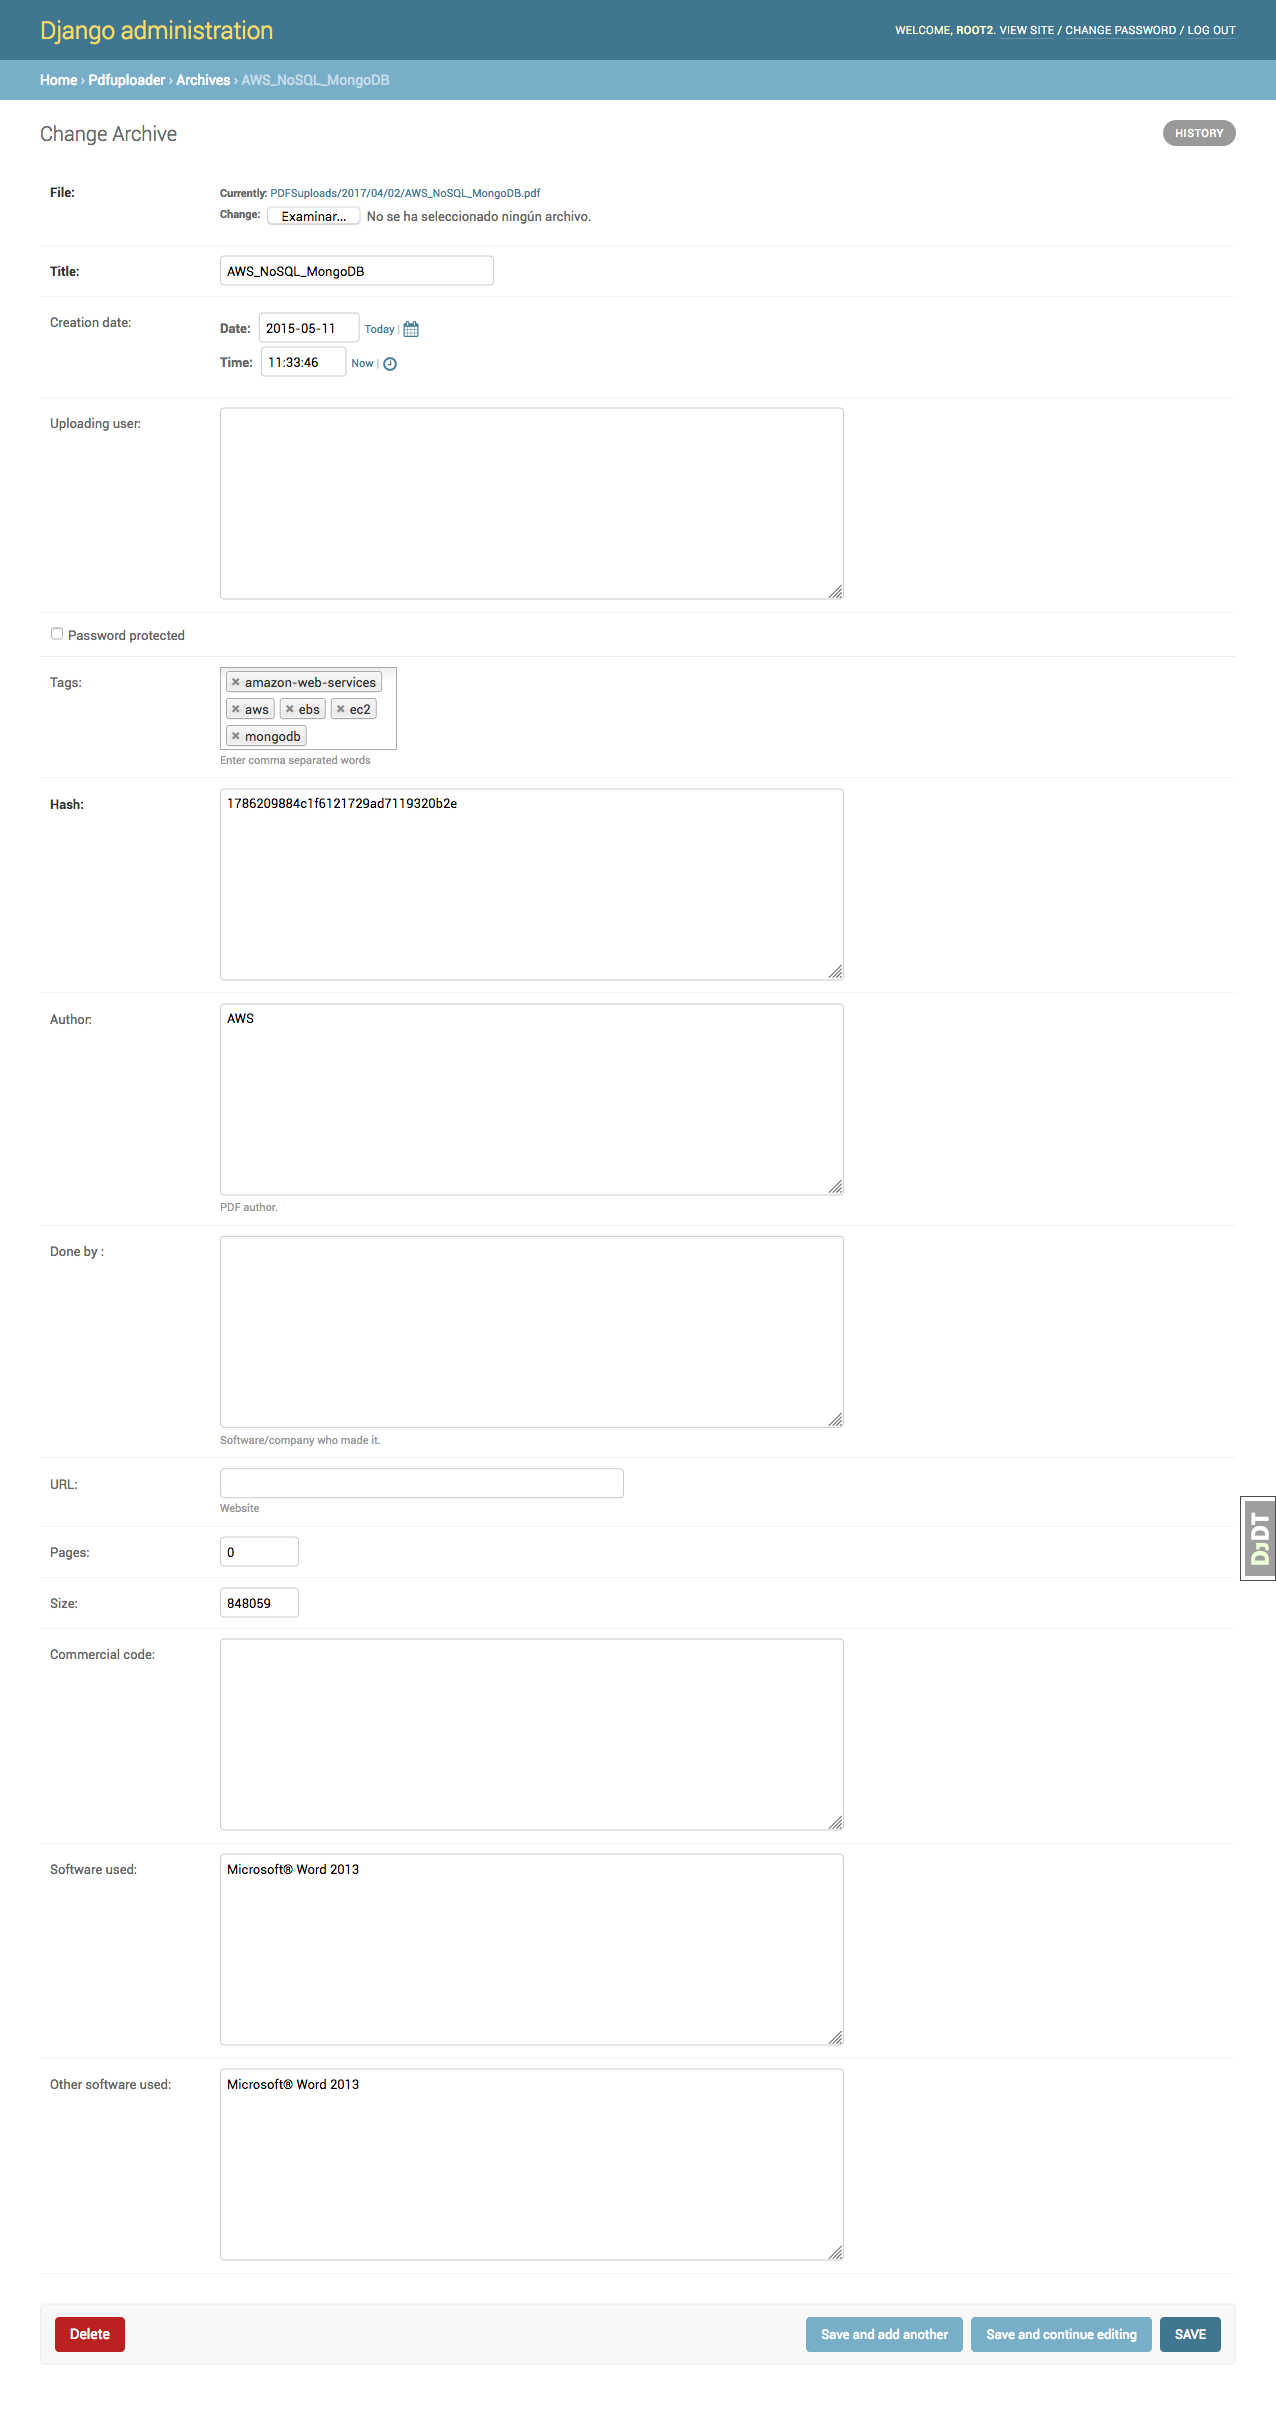 Django administration
WELCOME, ROOT2. VIEW SITE / CHANGE PASSWORD / LOG OUT
Home › Pdfuploader › Archives › AWS_NoSQL_MongoDB
Change Archive
HISTORY
File:
Currently: PDFSuploads/2017/04/02/AWS_NoSQL_MongoDB.pdf
Change: Examinar... No se ha seleccionado ningún archivo.
Title:
AWS_NoSQL_MongoDB
Creation date:
Date: 2015-05-11 Today |
Time: 11:33:46 Now |
Uploading user:
Password protected
Tags:
× amazon-web-services
× aws × ebs × ec2
× mongodb
Enter comma separated words
Hash:
1786209884c1f6121729ad7119320b2e
Author:
AWS
PDF author.
Done by :
Software/company who made it.
URL:
Website
DjDT
Pages:
0
Size:
848059
Commercial code:
Software used:
Microsoft® Word 2013
Other software used:
Microsoft® Word 2013
Delete
Save and add another
Save and continue editing
SAVE